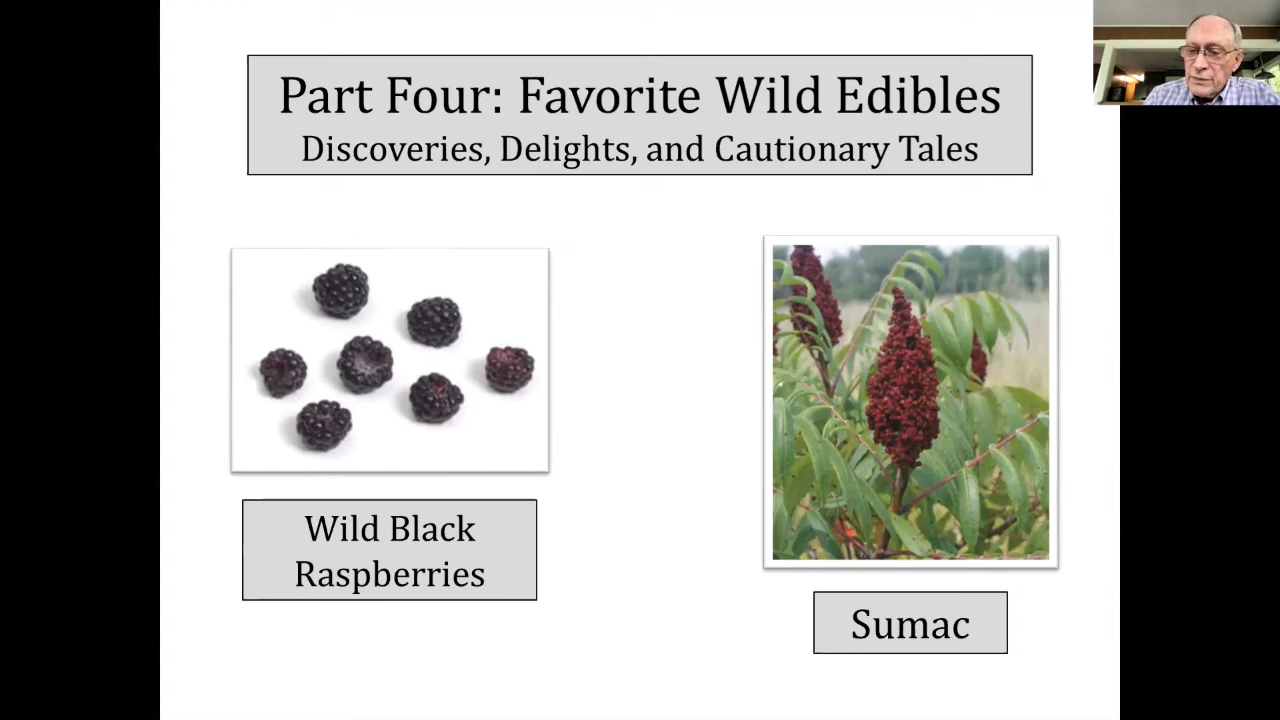 Part Four: Favorite Wild Edibles
Discoveries, Delights, and Cautionary Tales
Wild Black
Raspberries
Sumac